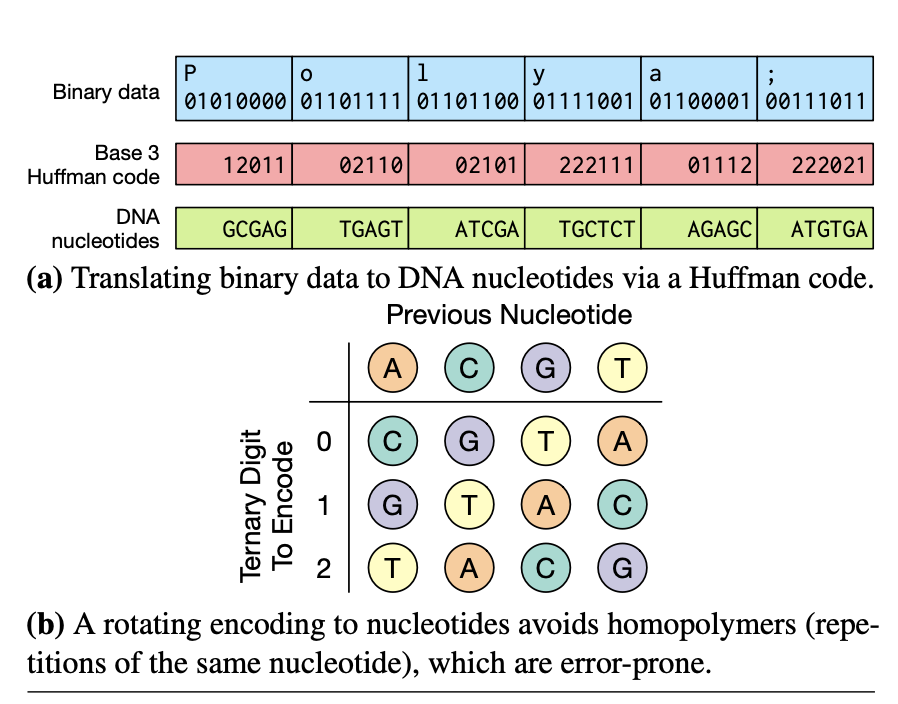 Binary data
P o l y a ;
01010000 01101111 01101100 01111001 01100001 00111011
Base 3
Huffman code
12011 02110 02101 222111 01112 222021
DNA
nucleotides
GCGAG TGAGT ATCGA TGCTCT AGAGC ATGTGA
(a) Translating binary data to DNA nucleotides via a Huffman code.
Previous Nucleotide
A C G T
Ternary Digit
To Encode
0 C G T A
1 G T A C
2 T A C G
(b) A rotating encoding to nucleotides avoids homopolymers (repe-
titions of the same nucleotide), which are error-prone.